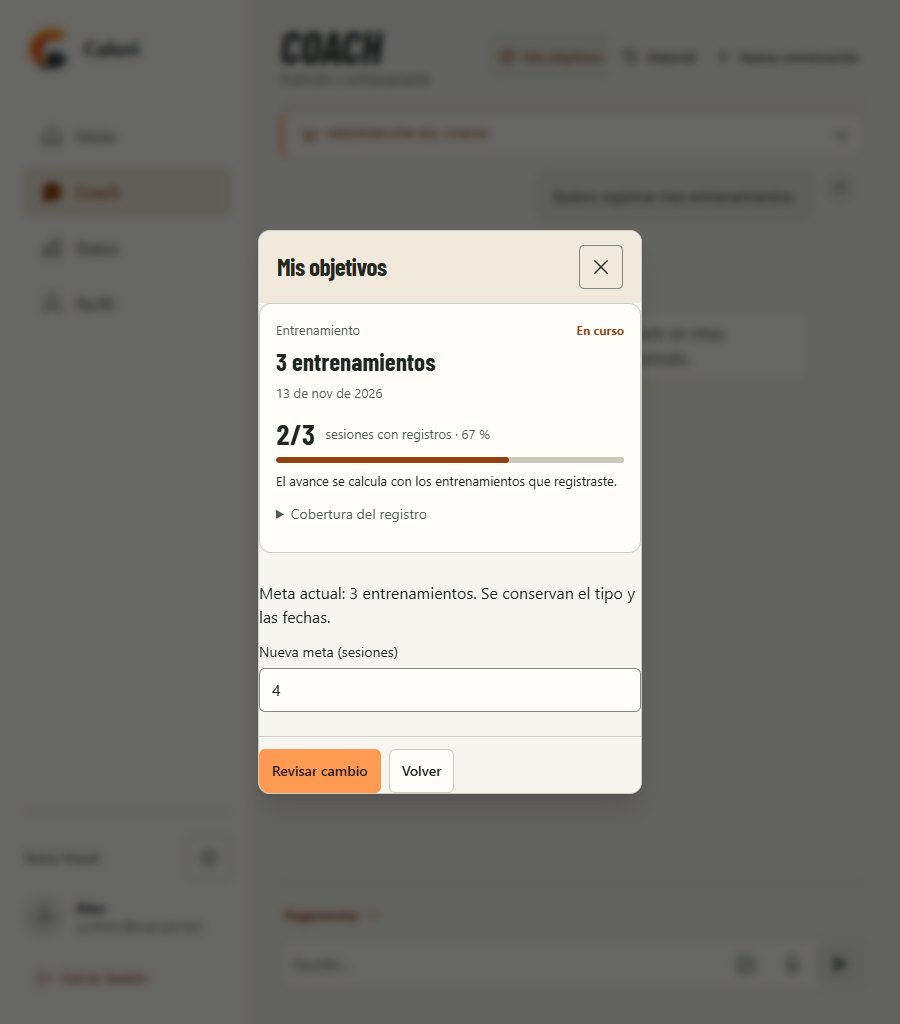 Caleri
COACH
Mis objetivos
Historial
Nueva conversación
Inicio
Coach
Datos
Perfil
Quiero registrar mis entrenamientos
Mis objetivos
Entrenamiento
En curso
3 entrenamientos
13 de nov de 2026
2/3 sesiones con registros · 67 %
El avance se calcula con los entrenamientos que registraste.
Cobertura del registro
Meta actual: 3 entrenamientos. Se conservan el tipo y
las fechas.
Nueva meta (sesiones)
4
Revisar cambio
Volver
Alex
Cerrar Sesión
Sugerencias
Escribe...